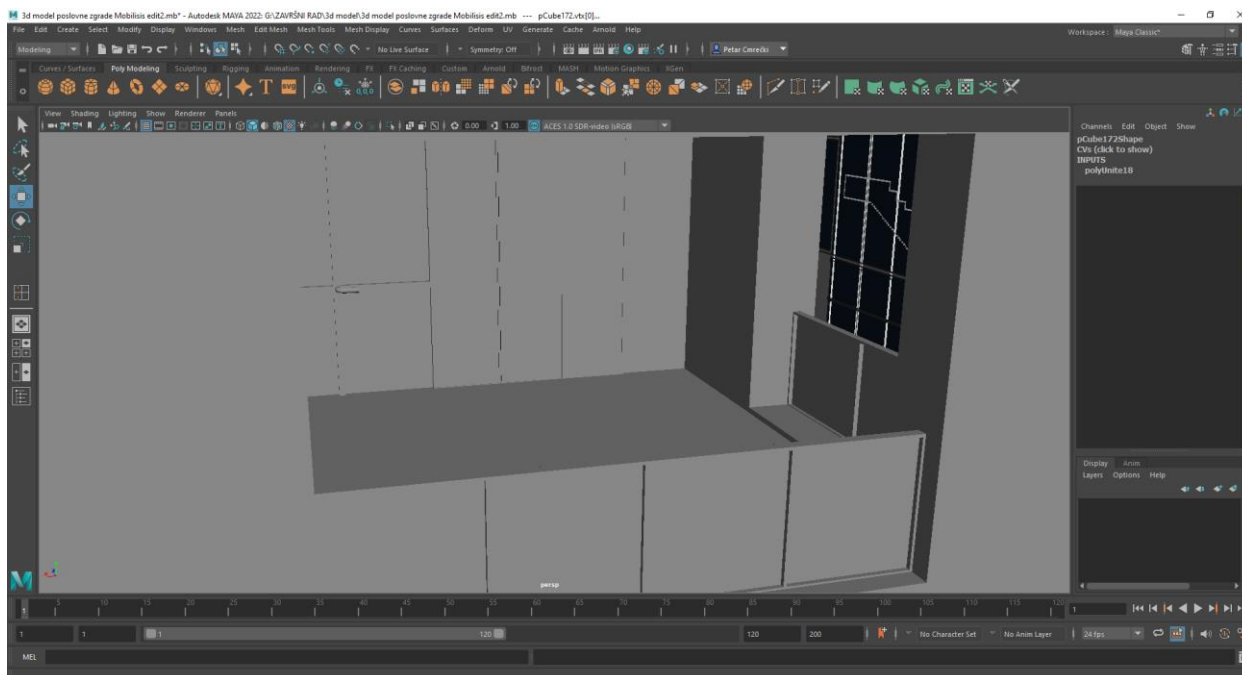 3d model poslovne zgrade Mobilisis edit2.mb* - Autodesk MAYA 2022: G:\ZAVRŠNI RAD\3d model\3d model poslovne zgrade Mobilisis edit2.mb --- pCube172.vtx[0]...
File Edit Create Select Modify Display Windows Mesh Edit Mesh Mesh Tools Mesh Display Curves Surfaces Deform UV Generate Cache Arnold Help
Workspace: Maya Classic*
Modeling No Live Surface Symmetry: Off Petar Cmrečki
Curves / Surfaces Poly Modeling Sculpting Rigging Animation Rendering FX FX Caching Custom Arnold Bifrost MASH Motion Graphics XGen
T SVG
View Shading Lighting Show Renderer Panels
0.00 1.00 ACES 1.0 SDR-video (sRGB)
Channels Edit Object Show
pCube172Shape
CVs (click to show)
INPUTS
polyUnite18
persp
Display Anim
Layers Options Help
1 5 10 15 20 25 30 35 40 45 50 55 60 65 70 75 80 85 90 95 100 105 110 115 120 1
1 1 1 120 120 200 No Character Set No Anim Layer 24 fps
MEL